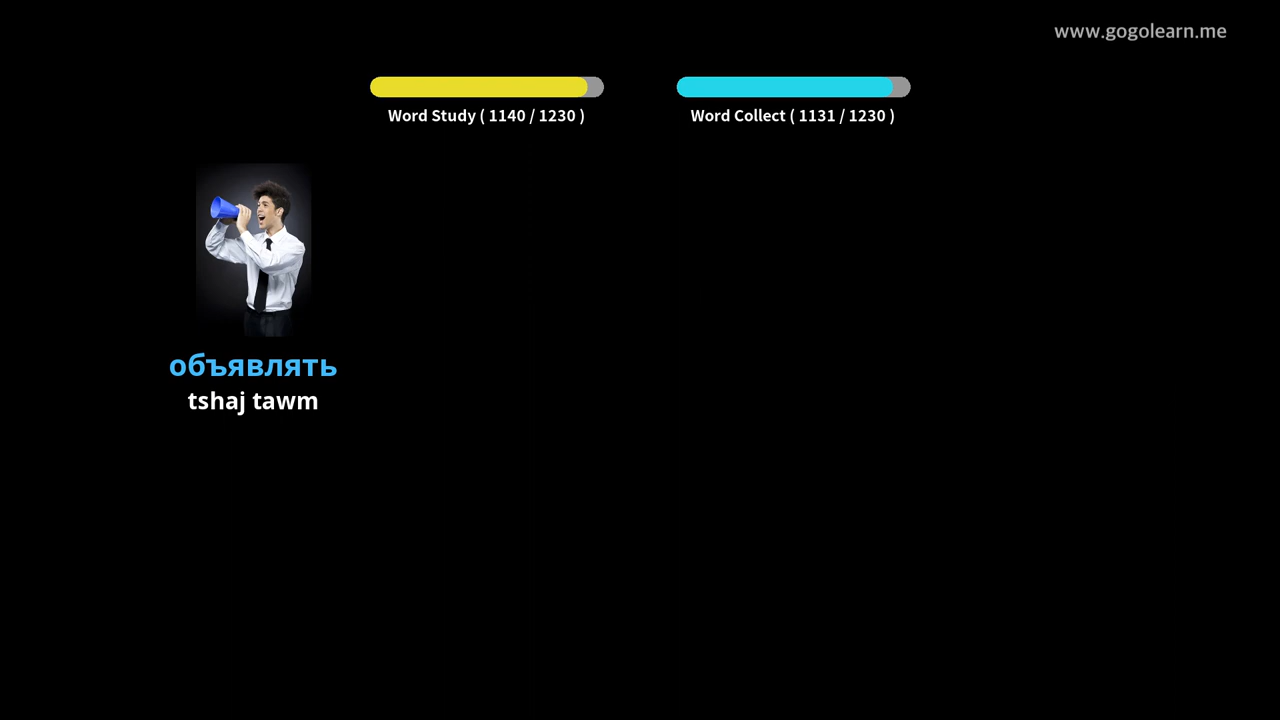 www.gogolearn.me
Word Study ( 1140 / 1230 )
Word Collect ( 1131 / 1230 )
объявлять
tshaj tawm